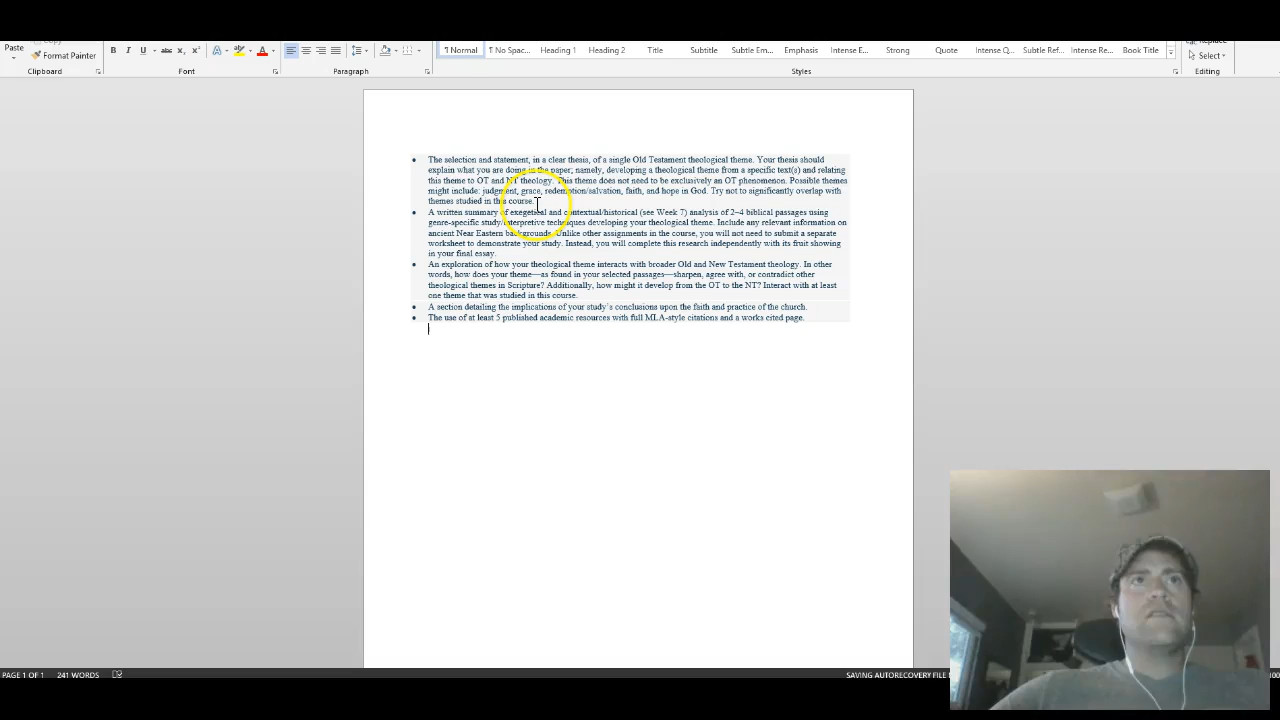 Paste
Copy
Format Painter
Clipboard
B I U abc X₂ X²
Font
Paragraph
¶ Normal ¶ No Spac... Heading 1 Heading 2 Title Subtitle Subtle Em... Emphasis Intense E... Strong Quote Intense Q... Subtle Ref... Intense Re... Book Title
Styles
Replace
Select
Editing
• The selection and statement, in a clear thesis, of a single Old Testament theological theme. Your thesis should
explain what you are doing in the paper; namely, developing a theological theme from a specific text(s) and relating
this theme to OT and NT theology. This theme does not need to be exclusively an OT phenomenon. Possible themes
might include: judgment, grace, redemption/salvation, faith, and hope in God. Try not to significantly overlap with
themes studied in this course.
• A written summary of exegetical and contextual/historical (see Week 7) analysis of 2–4 biblical passages using
genre-specific study/interpretive techniques developing your theological theme. Include any relevant information on
ancient Near Eastern backgrounds. Unlike other assignments in the course, you will not need to submit a separate
worksheet to demonstrate your study. Instead, you will complete this research independently with its fruit showing
in your final essay.
• An exploration of how your theological theme interacts with broader Old and New Testament theology. In other
words, how does your theme—as found in your selected passages—sharpen, agree with, or contradict other
theological themes in Scripture? Additionally, how might it develop from the OT to the NT? Interact with at least
one theme that was studied in this course.
• A section detailing the implications of your study's conclusions upon the faith and practice of the church.
• The use of at least 5 published academic resources with full MLA-style citations and a works cited page.
PAGE 1 OF 1 241 WORDS
SAVING AUTORECOVERY FILE